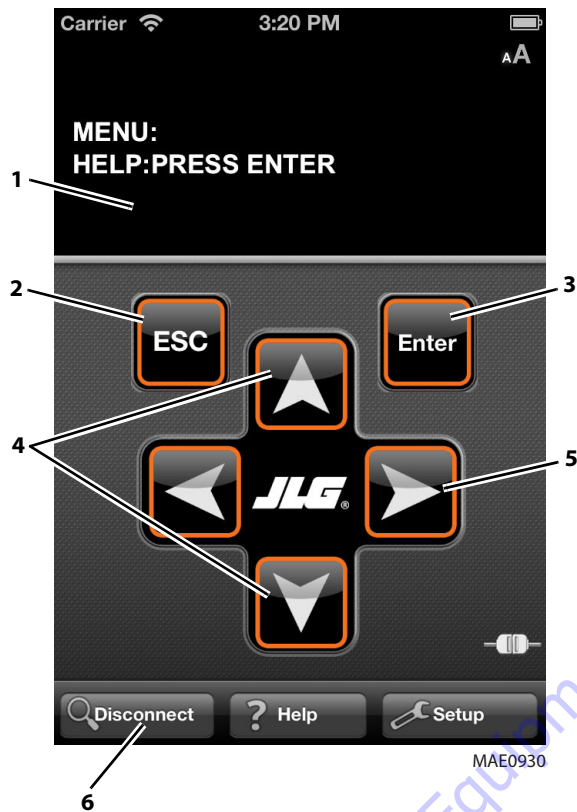 Carrier 3:20 PM
AA
MENU:
HELP:PRESS ENTER
1
2
3
ESC
Enter
4
5
JLG®
Disconnect ? Help Setup
MAE0930
6